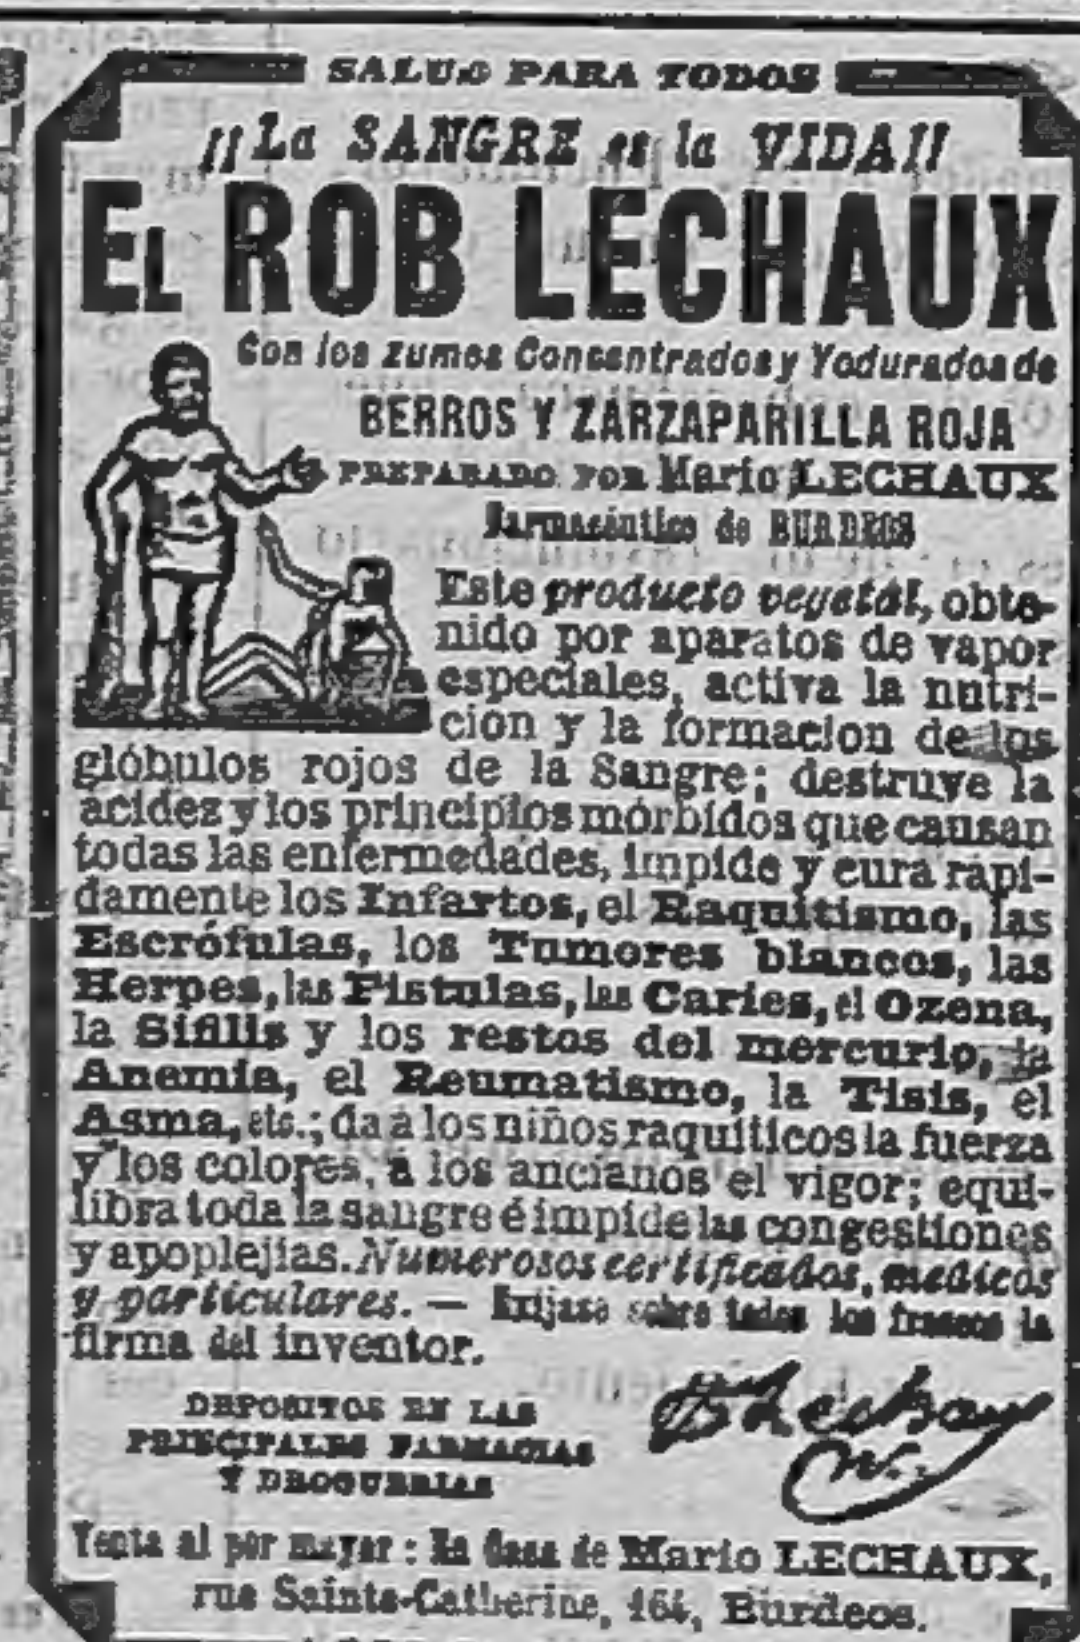 SALUD PARA TODOS
¡¡La SANGRE es la VIDA!!
EL ROB LECHAUX
Con los zumos Concentrados y Yodurados de
BERROS Y ZARZAPARILLA ROJA
PREPARADO POR Mario LECHAUX
Farmacéutico de BURDEOS
Este producto vegetal, obte-
nido por aparatos de vapor
especiales, activa la nutri-
cion y la formacion de los
glóbulos rojos de la Sangre; destruye la
acidez y los principios mórbidos que causan
todas las enfermedades, impide y cura rapi-
damente los Infartos, el Raquitismo, las
Escrófulas, los Tumores blancos, las
Herpes, las Fistulas, las Caries, el Ozena,
la Sifilis y los restos del mercurio, la
Anemia, el Reumatismo, la Tisis, el
Asma, etc.; da à los niños raquiticos la fuerza
y los colores, à los ancianos el vigor; equi-
libra toda la sangre é impide las congestiones
y apoplejias. Numerosos certificados, medicos
y particulares. — Exijase sobre todos los frascos la
firma del inventor.
DEPOSITOS EN LAS
PRINCIPALES FARMACIAS
Y DROGUERIAS
Venta al por mayor : En Casa de Mario LECHAUX,
rue Sainte-Catherine, 164, Burdeos.